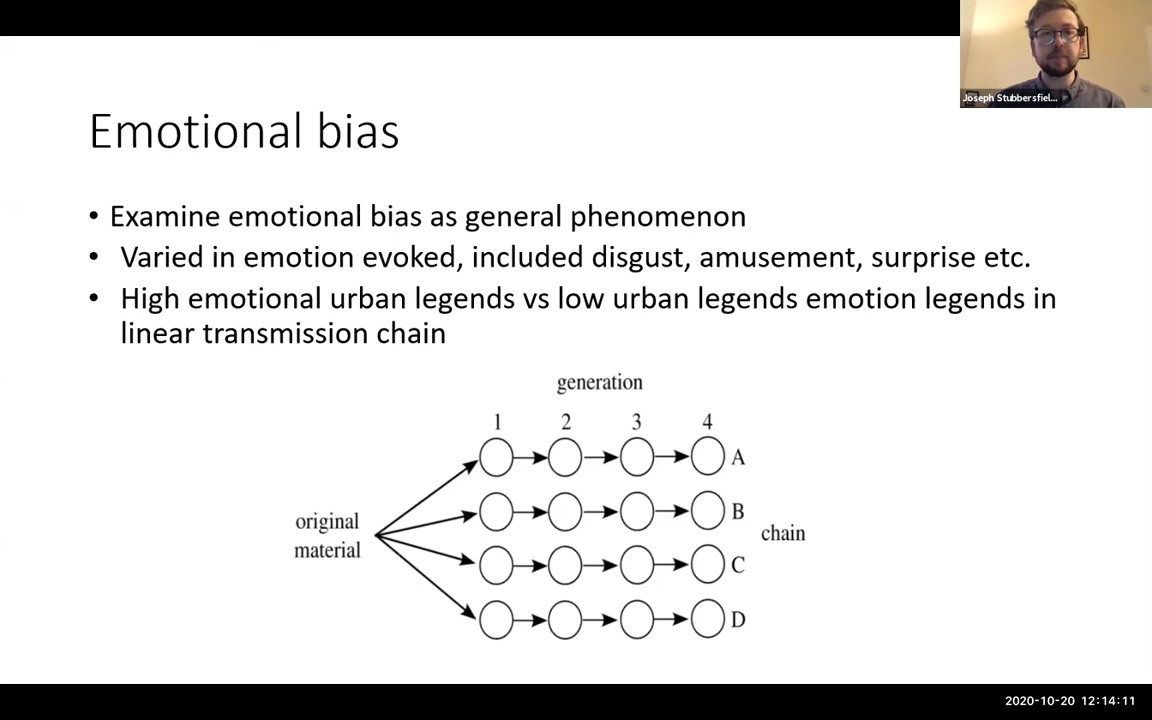 Joseph Stubbersfiel...
Emotional bias
• Examine emotional bias as general phenomenon
• Varied in emotion evoked, included disgust, amusement, surprise etc.
• High emotional urban legends vs low urban legends emotion legends in
linear transmission chain
generation
1 2 3 4
A
B
original
material
chain
C
D
2020-10-20 12:14:11